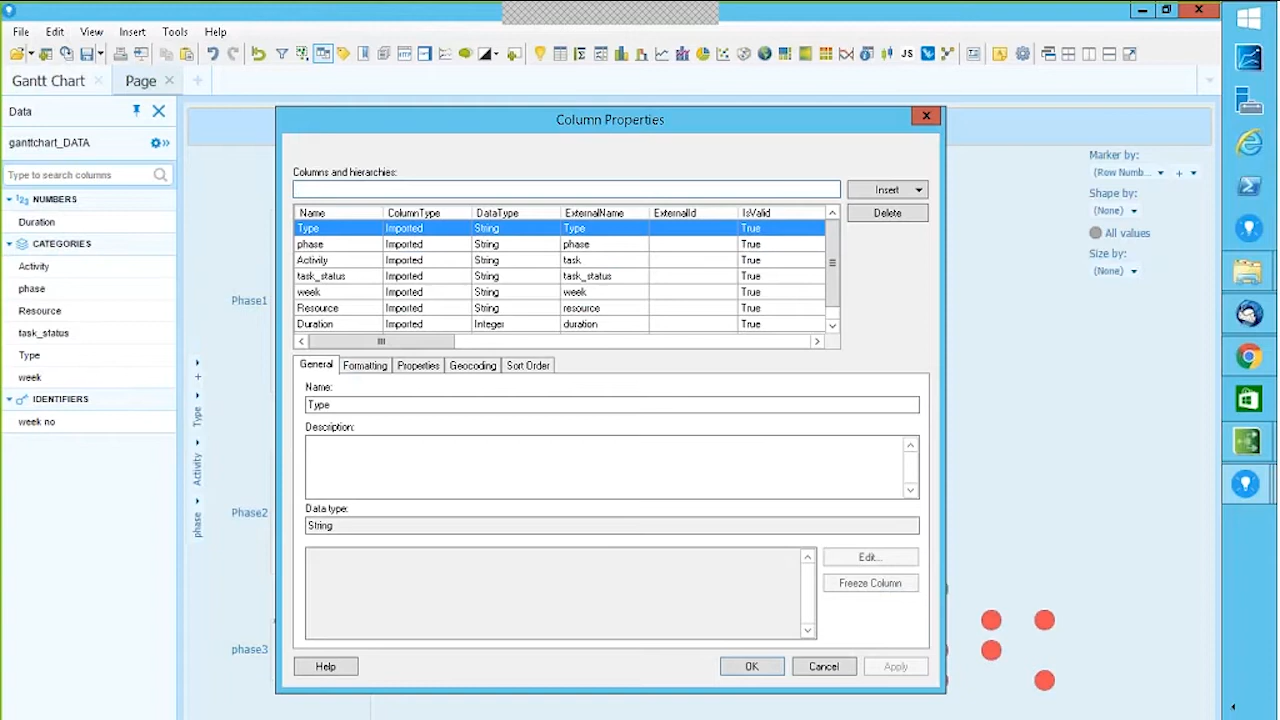 File Edit View Insert Tools Help
JS
Gantt Chart Page
Data
ganttchart_DATA
Type to search columns
NUMBERS
Duration
CATEGORIES
Activity
phase
Resource
task_status
Type
week
IDENTIFIERS
week no
Phase1
Phase2
phase3
Type
Activity
phase
Column Properties
Columns and hierarchies:
Insert
Delete
Name ColumnType DataType ExternalName ExternalId IsValid
Type Imported String Type True
phase Imported String phase True
Activity Imported String task True
task_status Imported String task_status True
week Imported String week True
Resource Imported String resource True
Duration Imported Integer duration True
General Formatting Properties Geocoding Sort Order
Name:
Type
Description:
Data type:
String
Edit...
Freeze Column
Help OK Cancel Apply
Marker by:
(Row Numb...
Shape by:
(None)
All values
Size by:
(None)